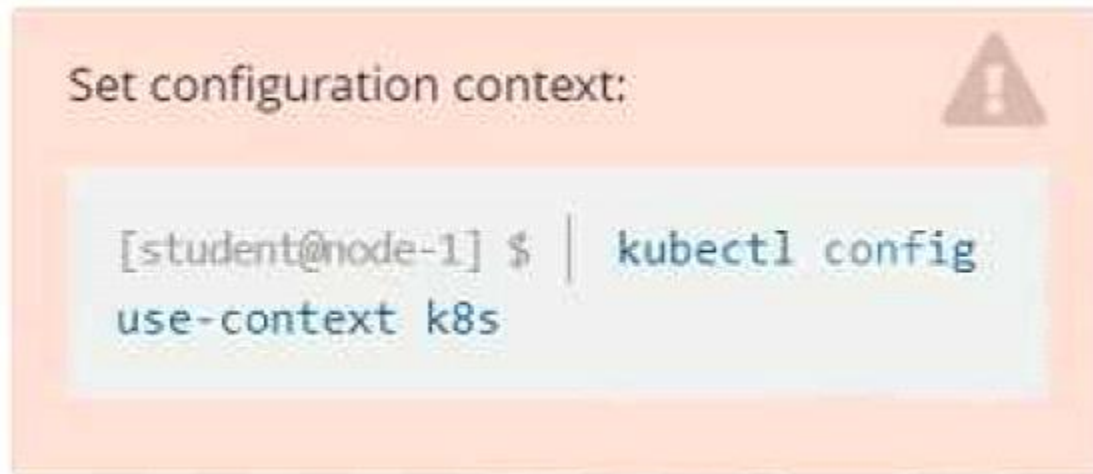 Set configuration context:
[student@node-1] $ | kubectl config
use-context k8s